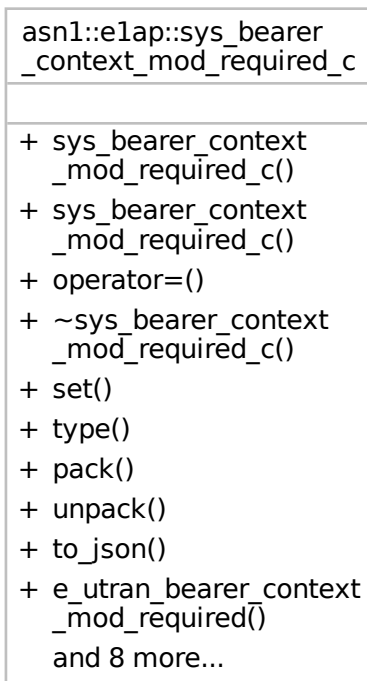 asn1::e1ap::sys_bearer
_context_mod_required_c
+ sys_bearer_context
_mod_required_c()
+ sys_bearer_context
_mod_required_c()
+ operator=()
+ ~sys_bearer_context
_mod_required_c()
+ set()
+ type()
+ pack()
+ unpack()
+ to_json()
+ e_utran_bearer_context
_mod_required()
and 8 more...